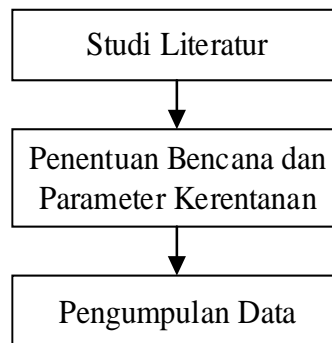 Studi Literatur
Penentuan Bencana dan
Parameter Kerentanan
Pengumpulan Data